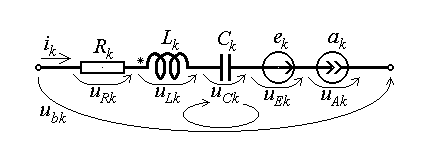 i_k R_k * L_k C_k e_k a_k
u_Rk u_Lk u_Ck u_Ek u_Ak
u_bk